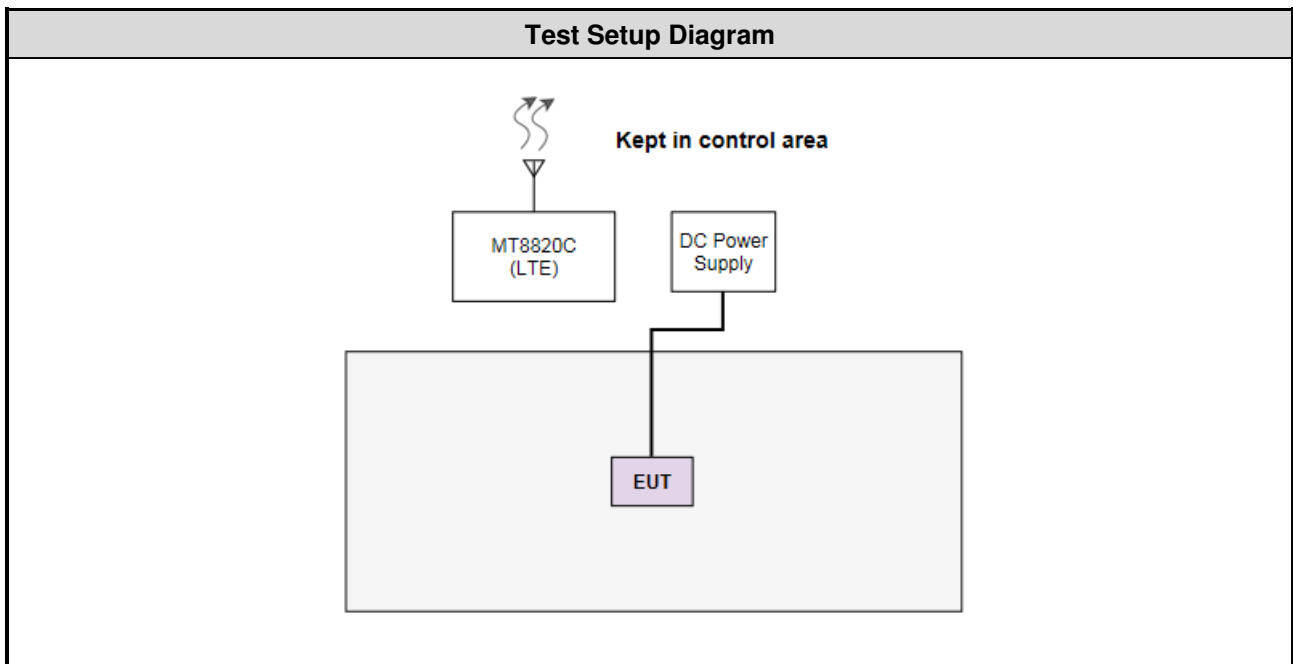 Test Setup Diagram
Kept in control area
MT8820C
(LTE)
DC Power
Supply
EUT